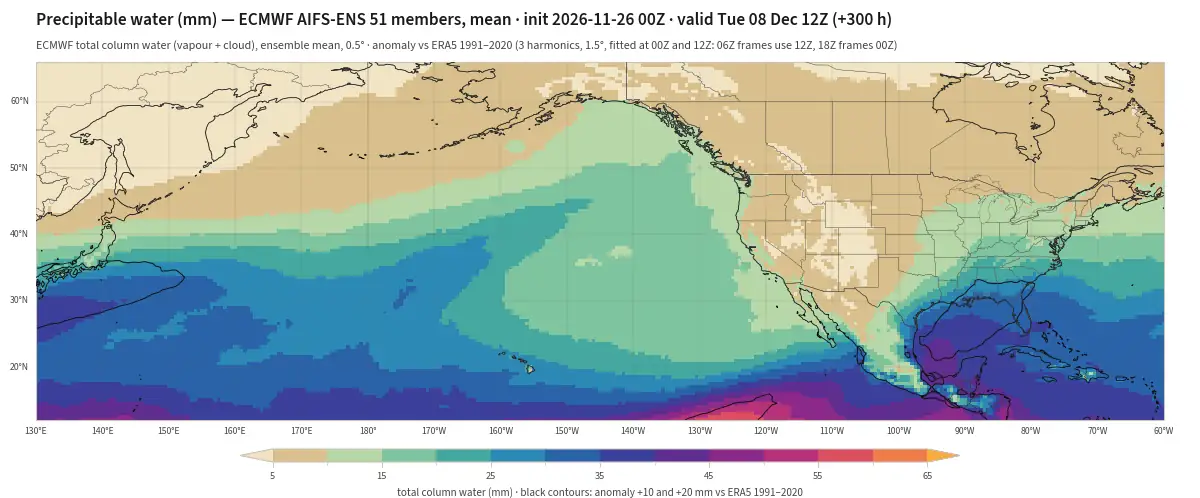 Precipitable water (mm) — ECMWF AIFS-ENS 51 members, mean · init 2026-11-26 00Z · valid Tue 08 Dec 12Z (+300 h)
ECMWF total column water (vapour + cloud), ensemble mean, 0.5° · anomaly vs ERA5 1991–2020 (3 harmonics, 1.5°, fitted at 00Z and 12Z: 06Z frames use 12Z, 18Z frames 00Z)
60°N
50°N
40°N
30°N
20°N
130°E 140°E 150°E 160°E 170°E 180° 170°W 160°W 150°W 140°W 130°W 120°W 110°W 100°W 90°W 80°W 70°W 60°W
5 15 25 35 45 55 65
total column water (mm) · black contours: anomaly +10 and +20 mm vs ERA5 1991–2020